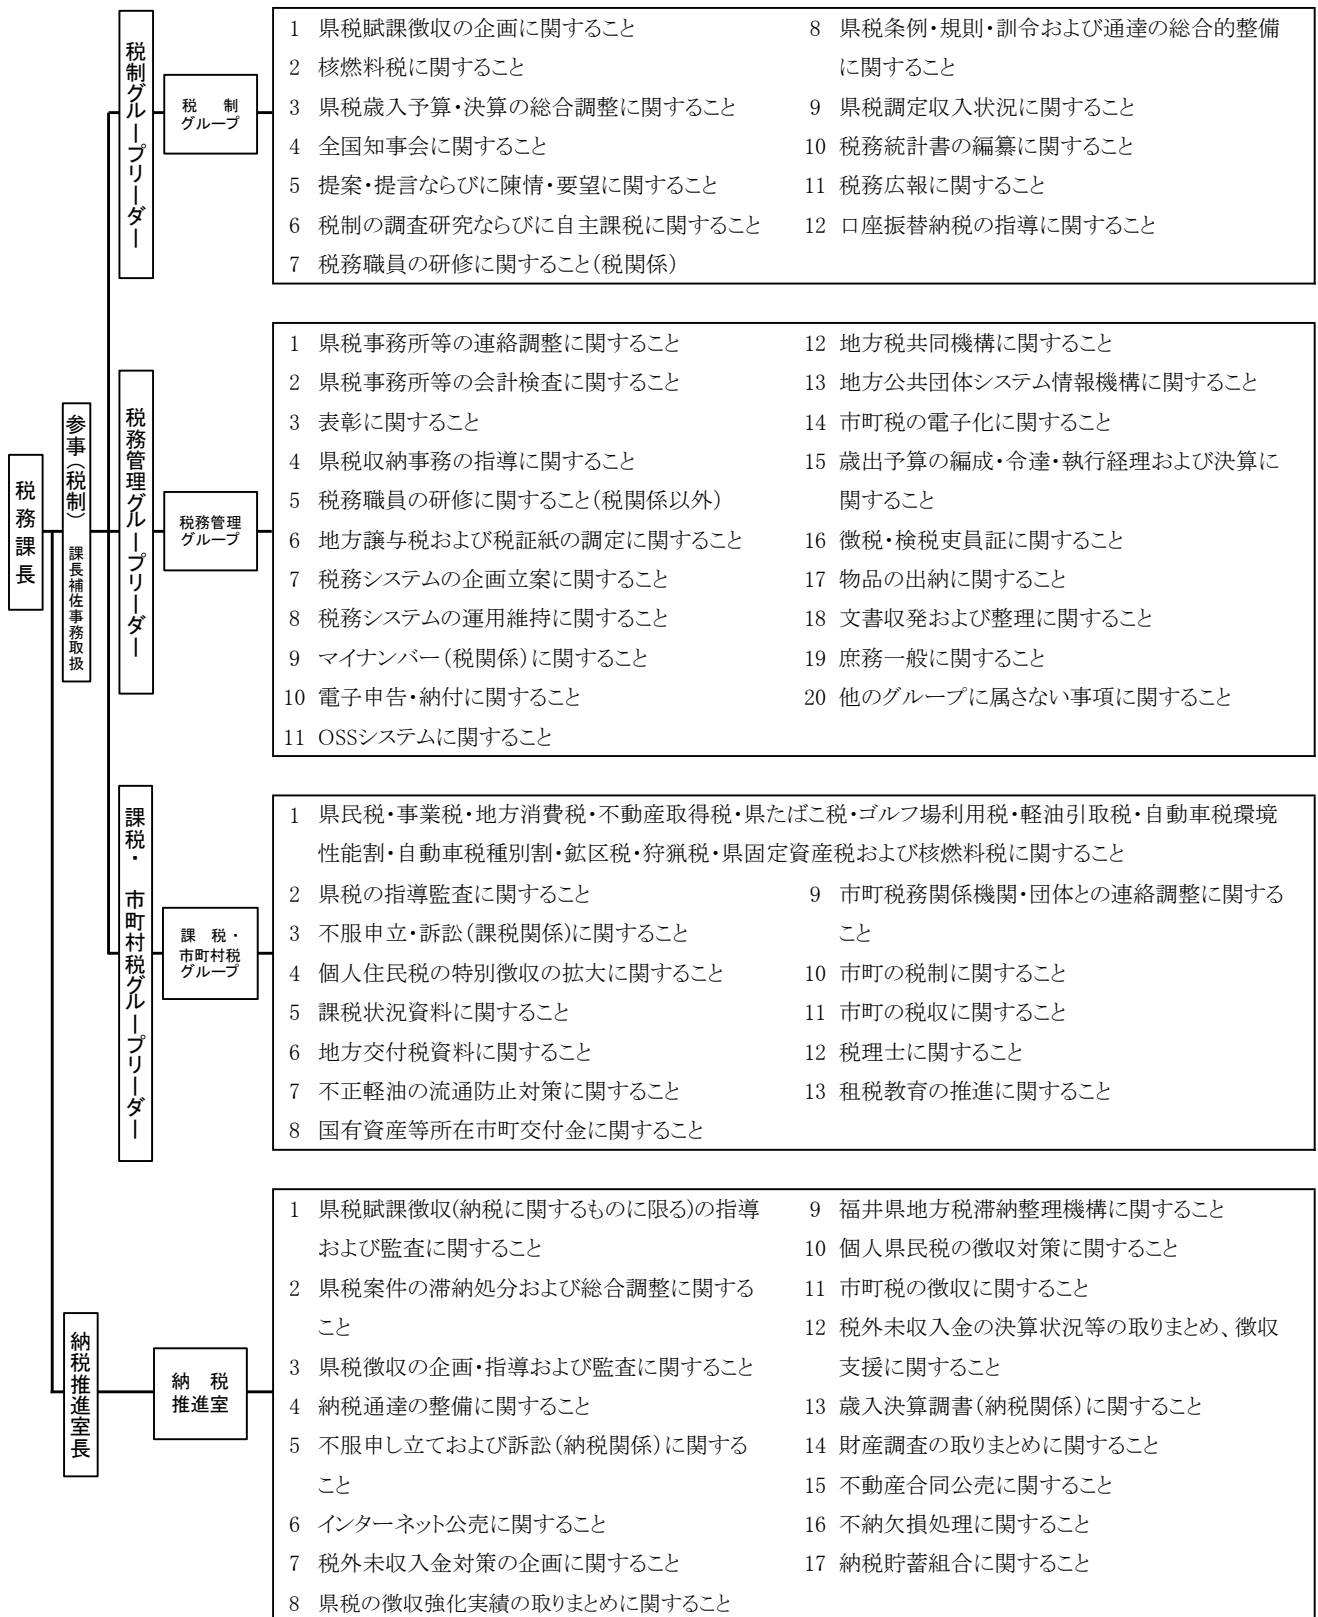 税務課長
参事（税制）　課長補佐事務取扱
税制グループリーダー
税　制
グループ
1 県税賦課徴収の企画に関すること
2 核燃料税に関すること
3 県税歳入予算・決算の総合調整に関すること
4 全国知事会に関すること
5 提案・提言ならびに陳情・要望に関すること
6 税制の調査研究ならびに自主課税に関すること
7 税務職員の研修に関すること（税関係）
8 県税条例・規則・訓令および通達の総合的整備
に関すること
9 県税調定収入状況に関すること
10 税務統計書の編纂に関すること
11 税務広報に関すること
12 口座振替納税の指導に関すること
税務管理グループリーダー
税務管理
グループ
1 県税事務所等の連絡調整に関すること
2 県税事務所等の会計検査に関すること
3 表彰に関すること
4 県税収納事務の指導に関すること
5 税務職員の研修に関すること（税関係以外）
6 地方譲与税および税証紙の調定に関すること
7 税務システムの企画立案に関すること
8 税務システムの運用維持に関すること
9 マイナンバー（税関係）に関すること
10 電子申告・納付に関すること
11 OSSシステムに関すること
12 地方税共同機構に関すること
13 地方公共団体システム情報機構に関すること
14 市町税の電子化に関すること
15 歳出予算の編成・令達・執行経理および決算に
関すること
16 徴税・検税吏員証に関すること
17 物品の出納に関すること
18 文書収発および整理に関すること
19 庶務一般に関すること
20 他のグループに属さない事項に関すること
課税・市町村税グループリーダー
課　税・
市町村税
グループ
1 県民税・事業税・地方消費税・不動産取得税・県たばこ税・ゴルフ場利用税・軽油引取税・自動車税環境
性能割・自動車税種別割・鉱区税・狩猟税・県固定資産税および核燃料税に関すること
2 県税の指導監査に関すること
3 不服申立・訴訟（課税関係）に関すること
4 個人住民税の特別徴収の拡大に関すること
5 課税状況資料に関すること
6 地方交付税資料に関すること
7 不正軽油の流通防止対策に関すること
8 国有資産等所在市町交付金に関すること
9 市町税務関係機関・団体との連絡調整に関する
こと
10 市町の税制に関すること
11 市町の税収に関すること
12 税理士に関すること
13 租税教育の推進に関すること
納税推進室長
納　税
推進室
1 県税賦課徴収(納税に関するものに限る)の指導
および監査に関すること
2 県税案件の滞納処分および総合調整に関する
こと
3 県税徴収の企画・指導および監査に関すること
4 納税通達の整備に関すること
5 不服申し立ておよび訴訟（納税関係）に関する
こと
6 インターネット公売に関すること
7 税外未収入金対策の企画に関すること
8 県税の徴収強化実績の取りまとめに関すること
9 福井県地方税滞納整理機構に関すること
10 個人県民税の徴収対策に関すること
11 市町税の徴収に関すること
12 税外未収入金の決算状況等の取りまとめ、徴収
支援に関すること
13 歳入決算調書（納税関係）に関すること
14 財産調査の取りまとめに関すること
15 不動産合同公売に関すること
16 不納欠損処理に関すること
17 納税貯蓄組合に関すること